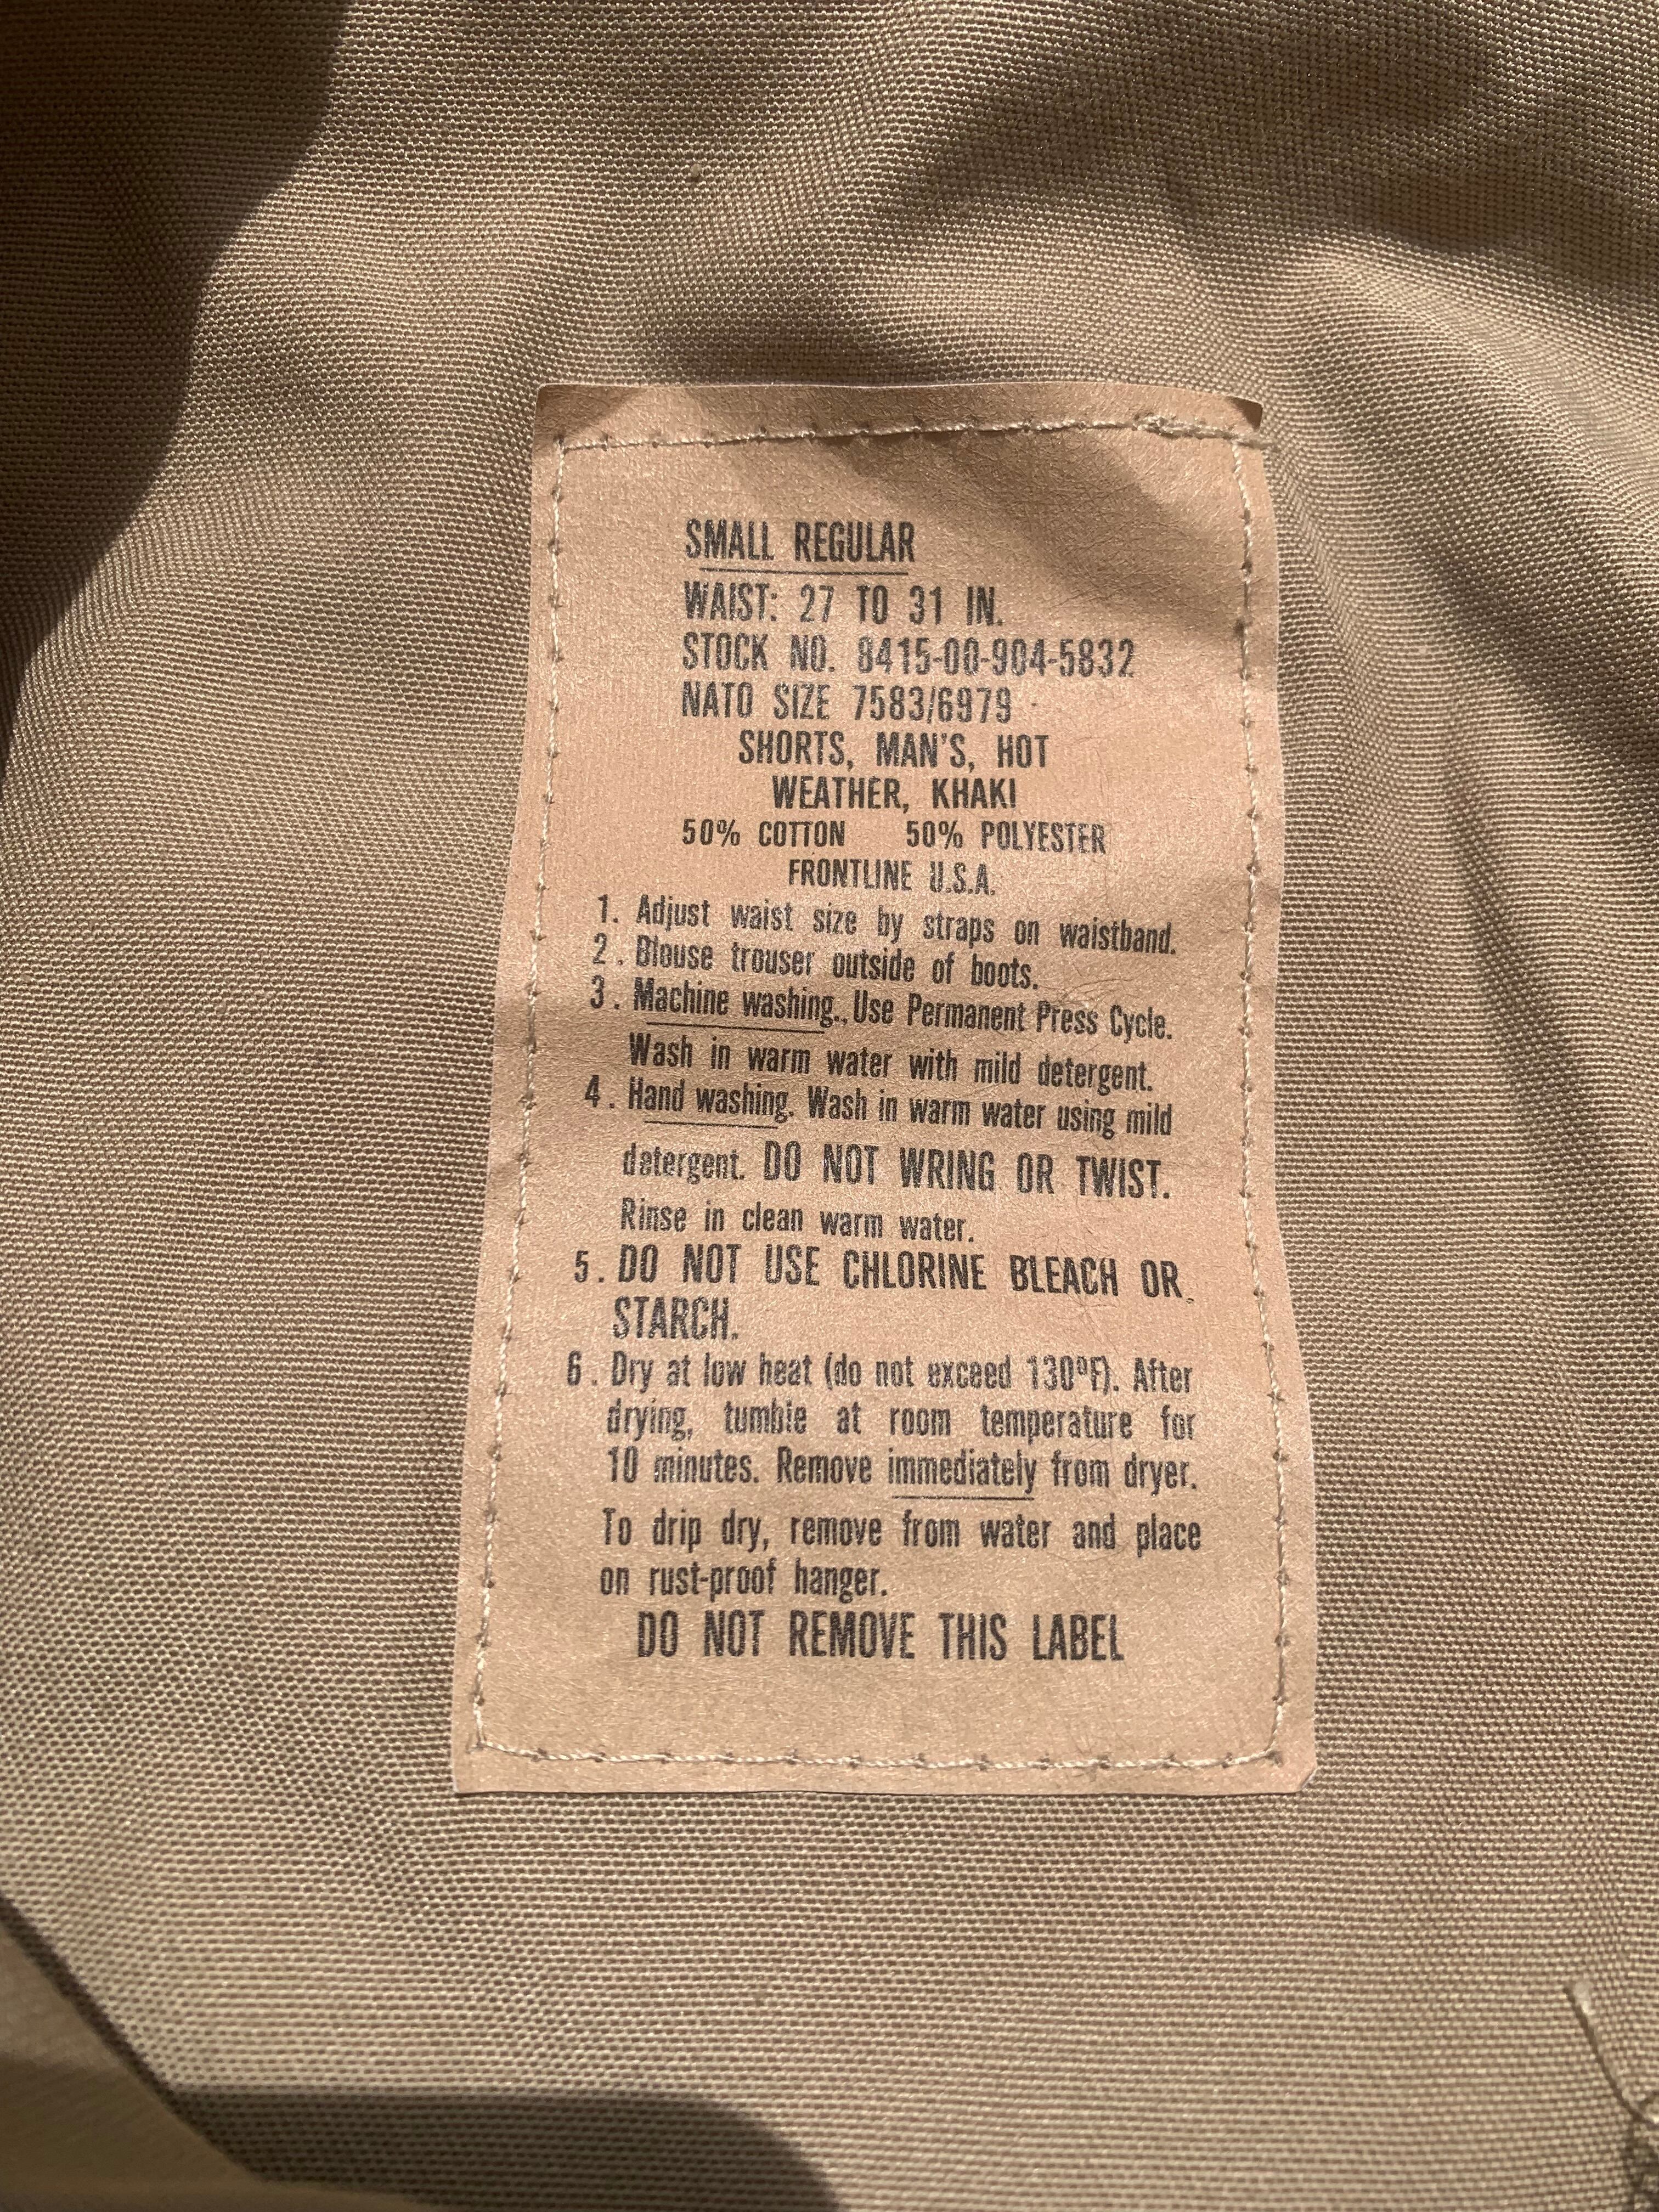 SMALL REGULAR
WAIST: 27 TO 31 IN.
STOCK NO. 8415-00-904-5832
NATO SIZE 7583/6979
SHORTS, MAN'S, HOT
WEATHER, KHAKI
50% COTTON 50% POLYESTER
FRONTLINE U.S.A.
1. Adjust waist size by straps on waistband.
2. Blouse trouser outside of boots.
3. Machine washing., Use Permanent Press Cycle.
Wash in warm water with mild detergent.
4. Hand washing. Wash in warm water using mild
detergent. DO NOT WRING OR TWIST.
Rinse in clean warm water.
5. DO NOT USE CHLORINE BLEACH OR.
STARCH.
6. Dry at low heat (do not exceed 130ºF). After
drying, tumble at room temperature for
10 minutes. Remove immediately from dryer.
To drip dry, remove from water and place
on rust-proof hanger.
DO NOT REMOVE THIS LABEL